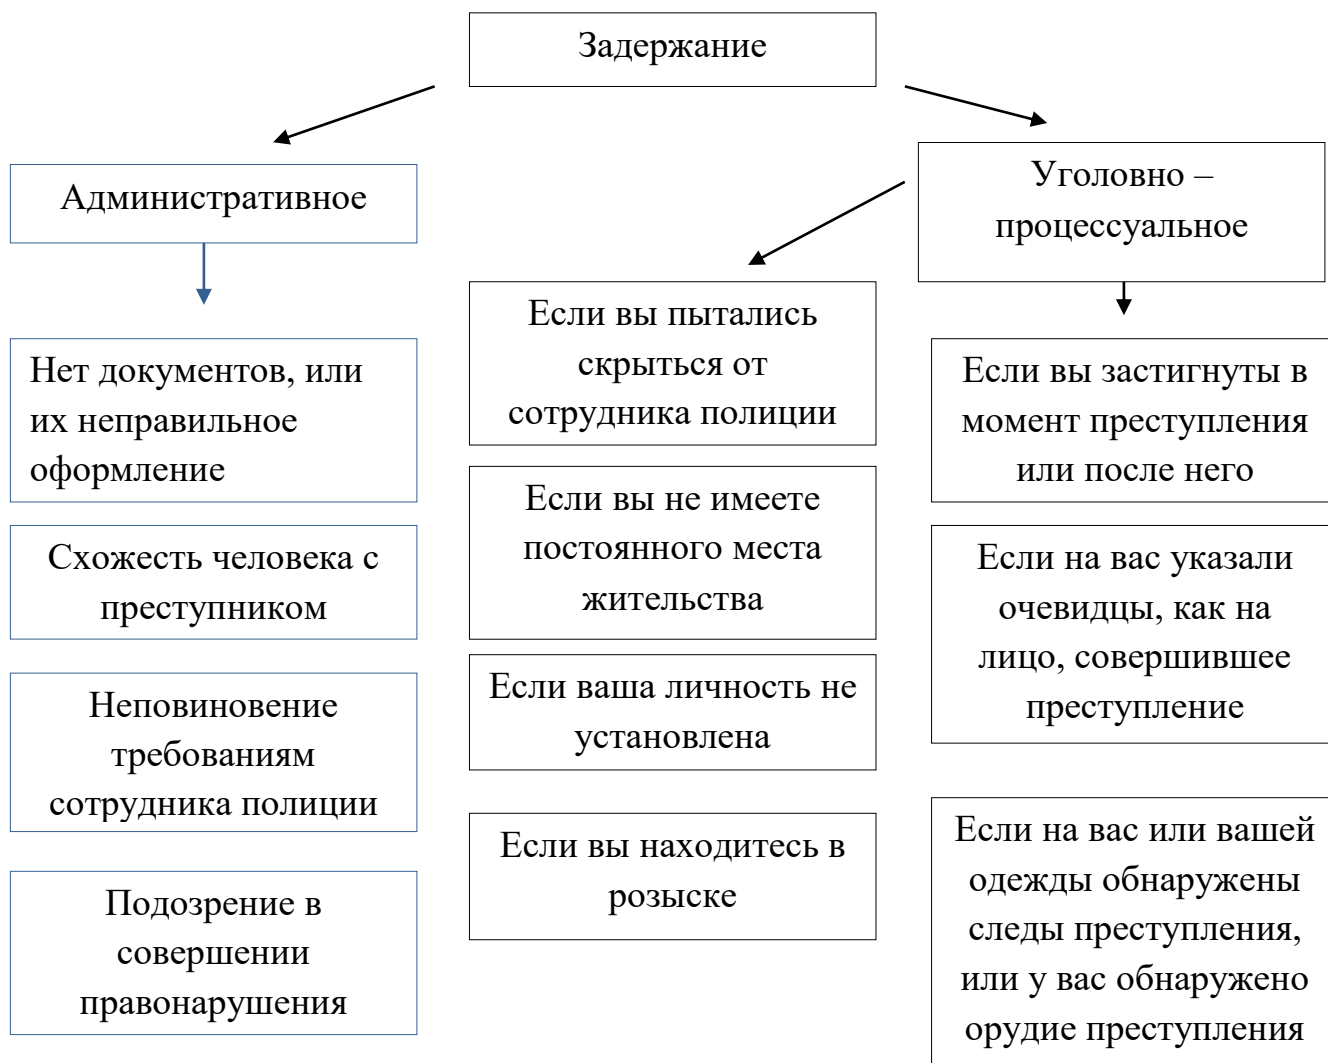 Задержание
Административное
Нет документов, или
их неправильное
оформление
Схожесть человека с
преступником
Неповиновение
требованиям
сотрудника полиции
Подозрение в
совершении
правонарушения
Уголовно –
процессуальное
Если вы пытались
скрыться от
сотрудника полиции
Если вы не имеете
постоянного места
жительства
Если ваша личность не
установлена
Если вы находитесь в
розыске
Если вы застигнуты в
момент преступления
или после него
Если на вас указали
очевидцы, как на
лицо, совершившее
преступление
Если на вас или вашей
одежды обнаружены
следы преступления,
или у вас обнаружено
орудие преступления